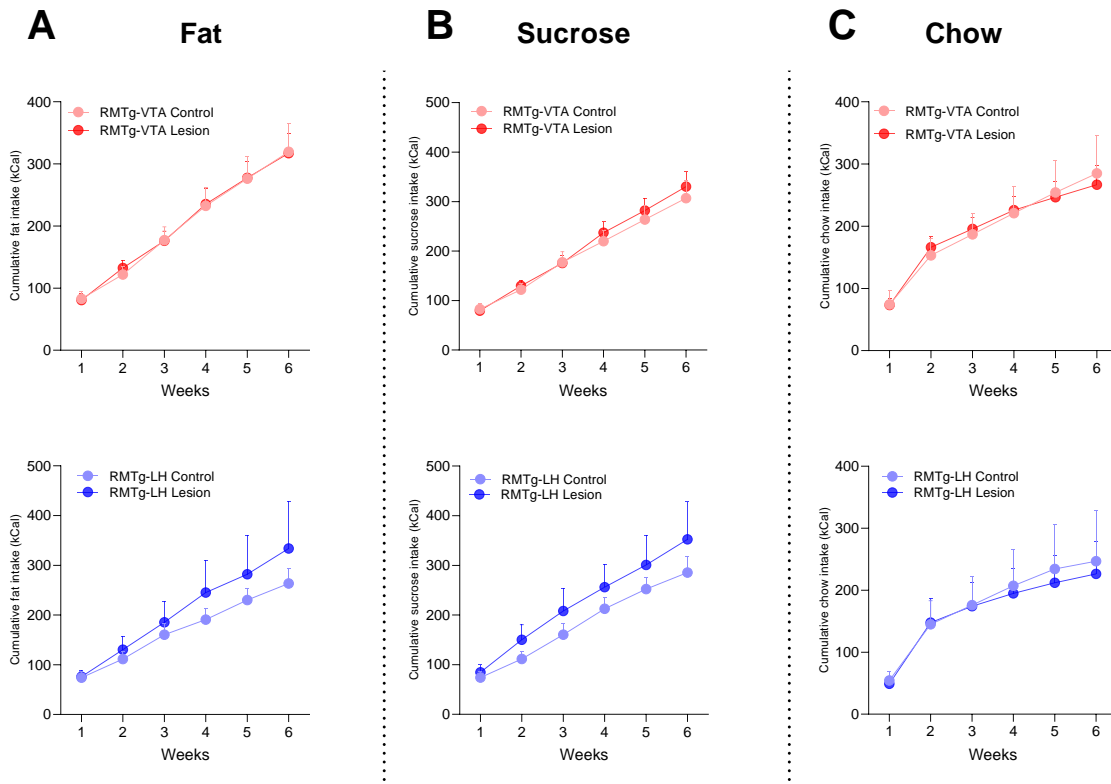 A Fat
400
300
200
100
0
Cumulative fat intake (kCal)
RMTg-VTA Control
RMTg-VTA Lesion
1 2 3 4 5 6
Weeks
500
400
300
200
100
0
Cumulative fat intake (kCal)
RMTg-LH Control
RMTg-LH Lesion
1 2 3 4 5 6
Weeks
B Sucrose
500
400
300
200
100
0
Cumulative sucrose intake (kCal)
RMTg-VTA Control
RMTg-VTA Lesion
1 2 3 4 5 6
Weeks
500
400
300
200
100
0
Cumulative sucrose intake (kCal)
RMTg-LH Control
RMTg-LH Lesion
1 2 3 4 5 6
Weeks
C Chow
400
300
200
100
0
Cumulative chow intake (kCal)
RMTg-VTA Control
RMTg-VTA Lesion
1 2 3 4 5 6
Weeks
400
300
200
100
0
Cumulative chow intake (kCal)
RMTg-LH Control
RMTg-LH Lesion
1 2 3 4 5 6
Weeks